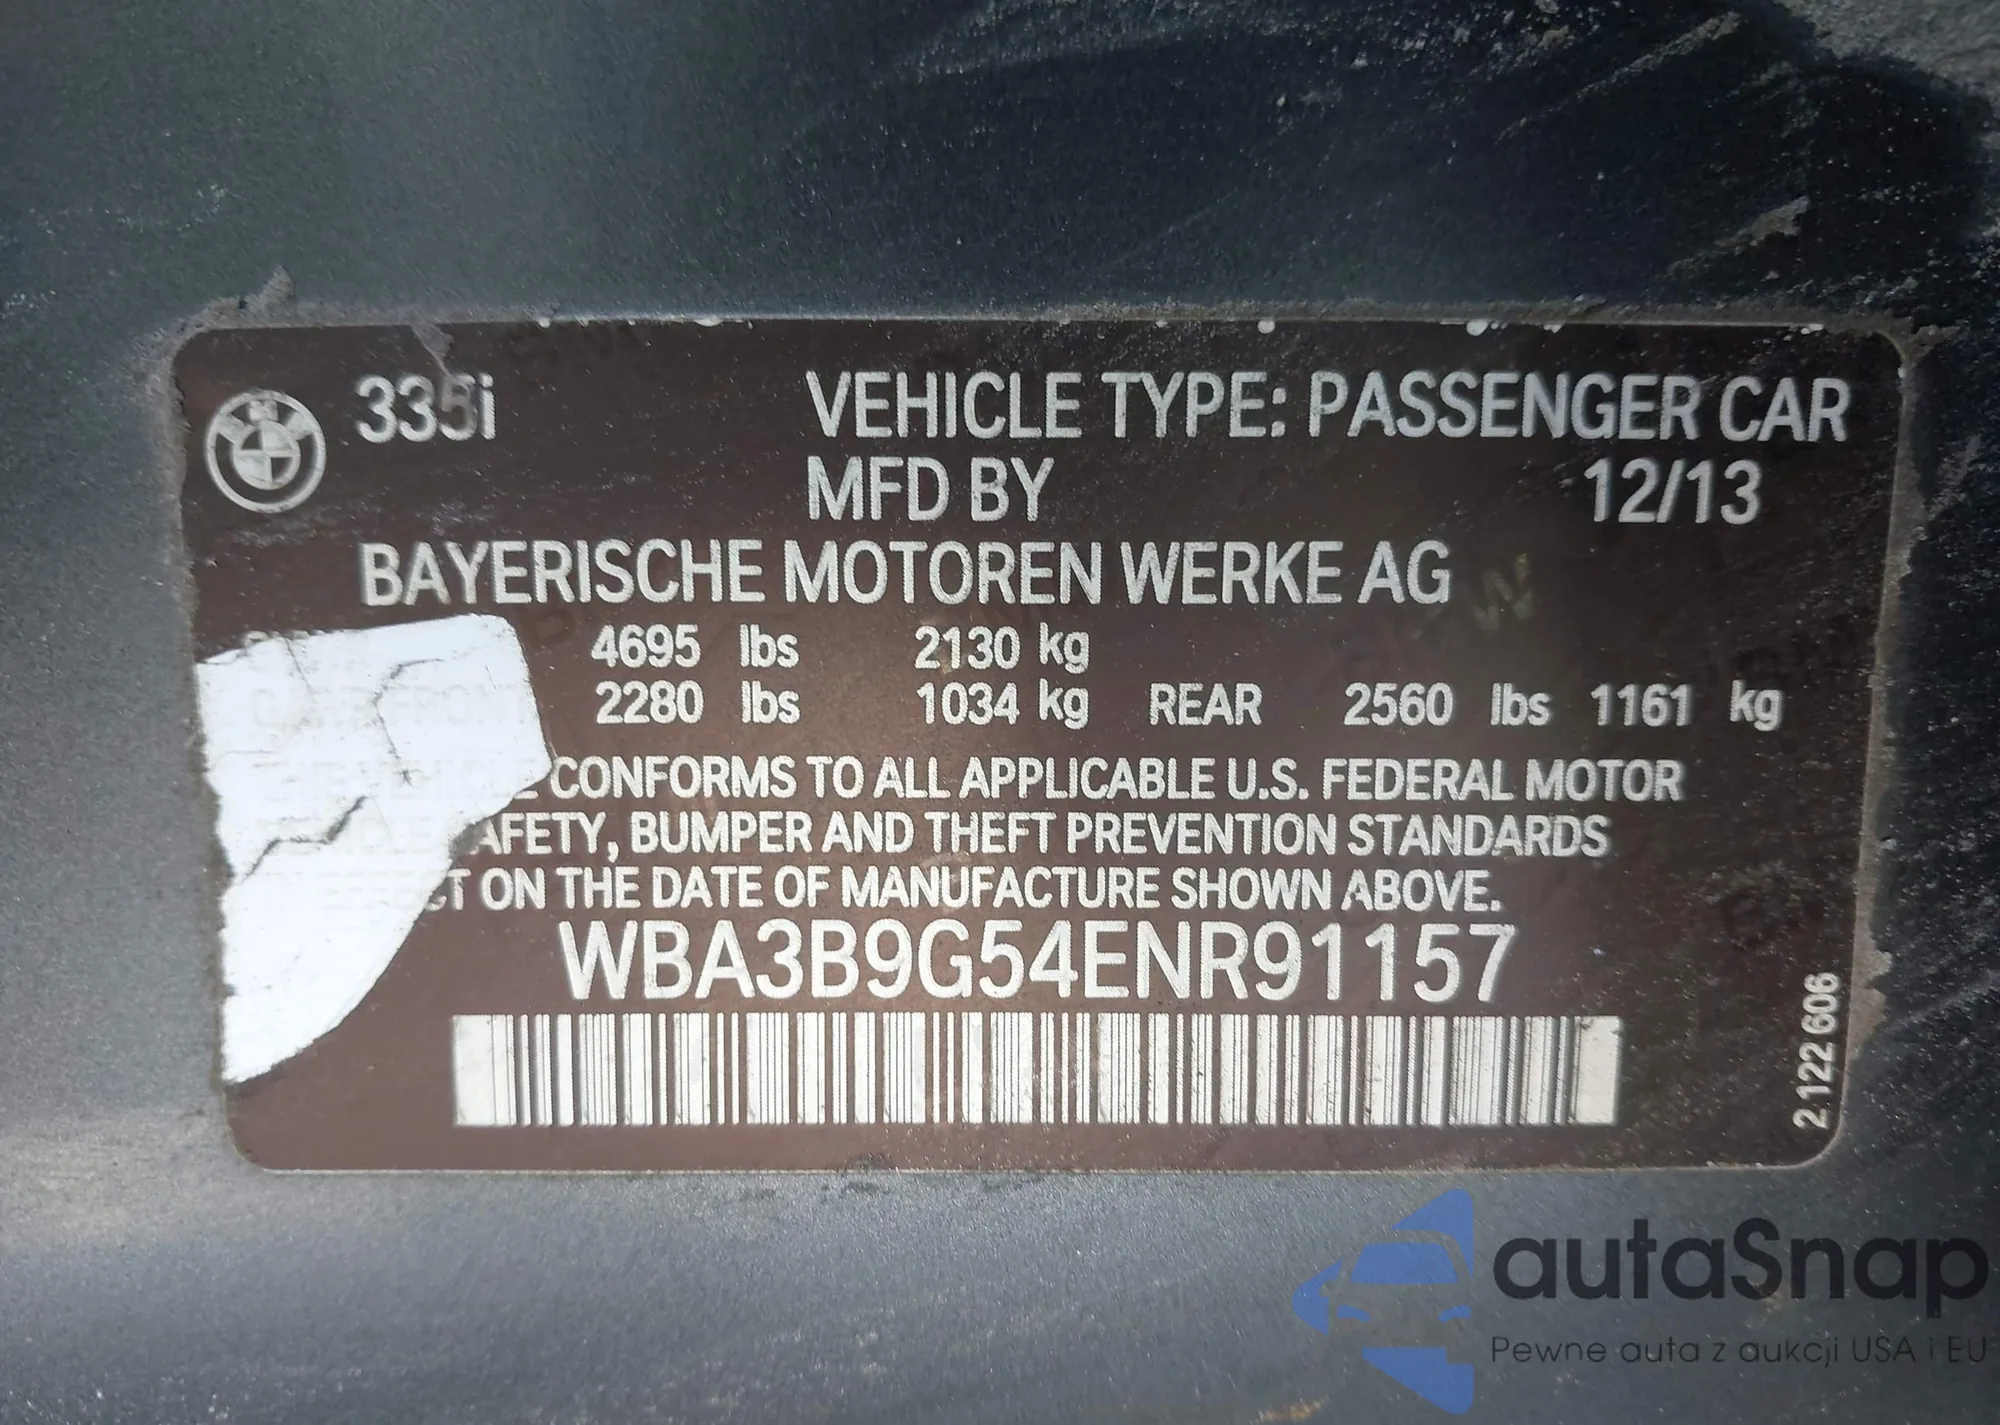 335i VEHICLE TYPE: PASSENGER CAR
MFD BY 12/13
BAYERISCHE MOTOREN WERKE AG
4695 lbs 2130 kg
2280 lbs 1034 kg REAR 2560 lbs 1161 kg
CONFORMS TO ALL APPLICABLE U.S. FEDERAL MOTOR
AFETY, BUMPER AND THEFT PREVENTION STANDARDS
CT ON THE DATE OF MANUFACTURE SHOWN ABOVE.
WBA3B9G54ENR91157
2 122 606
autaSnap
Pewne auta z aukcji USA i EU